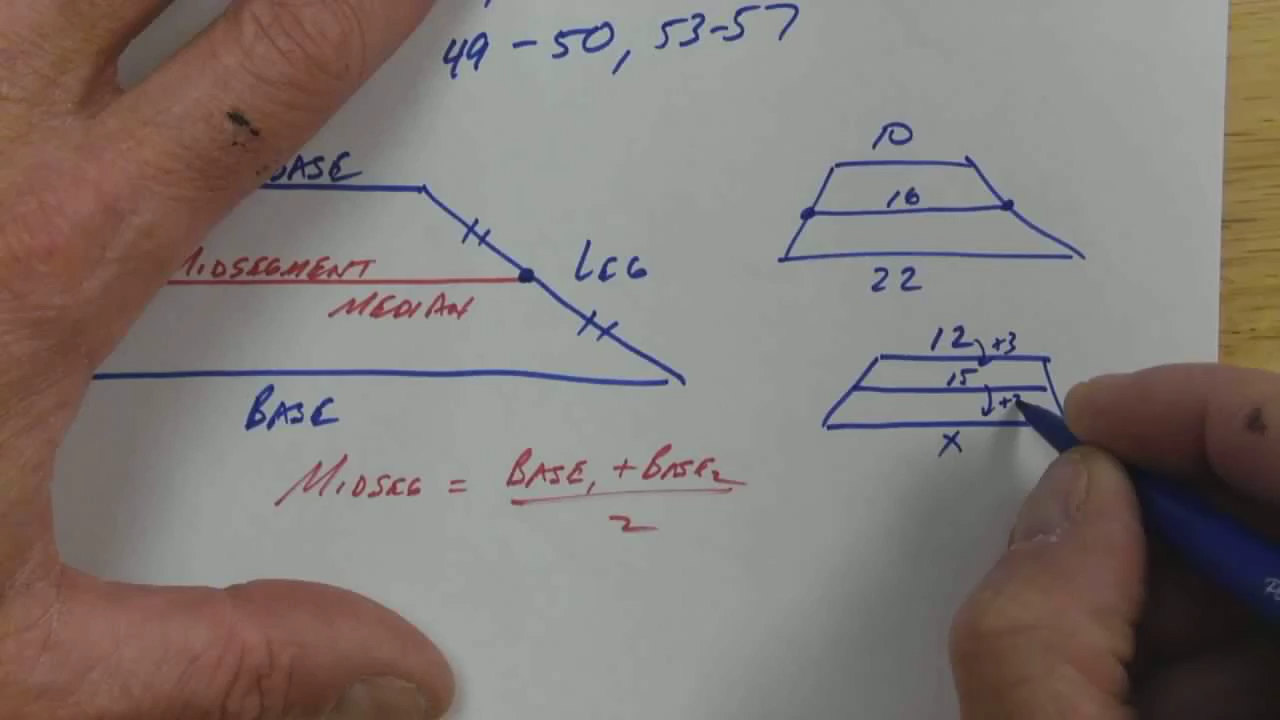 49 - 50, 53-57
BASE
MIDSEGMENT
MEDIAN
LEG
BASE
MIDSEG = BASE1 + BASE2
2
10
16
22
12 +3
15
+3
X